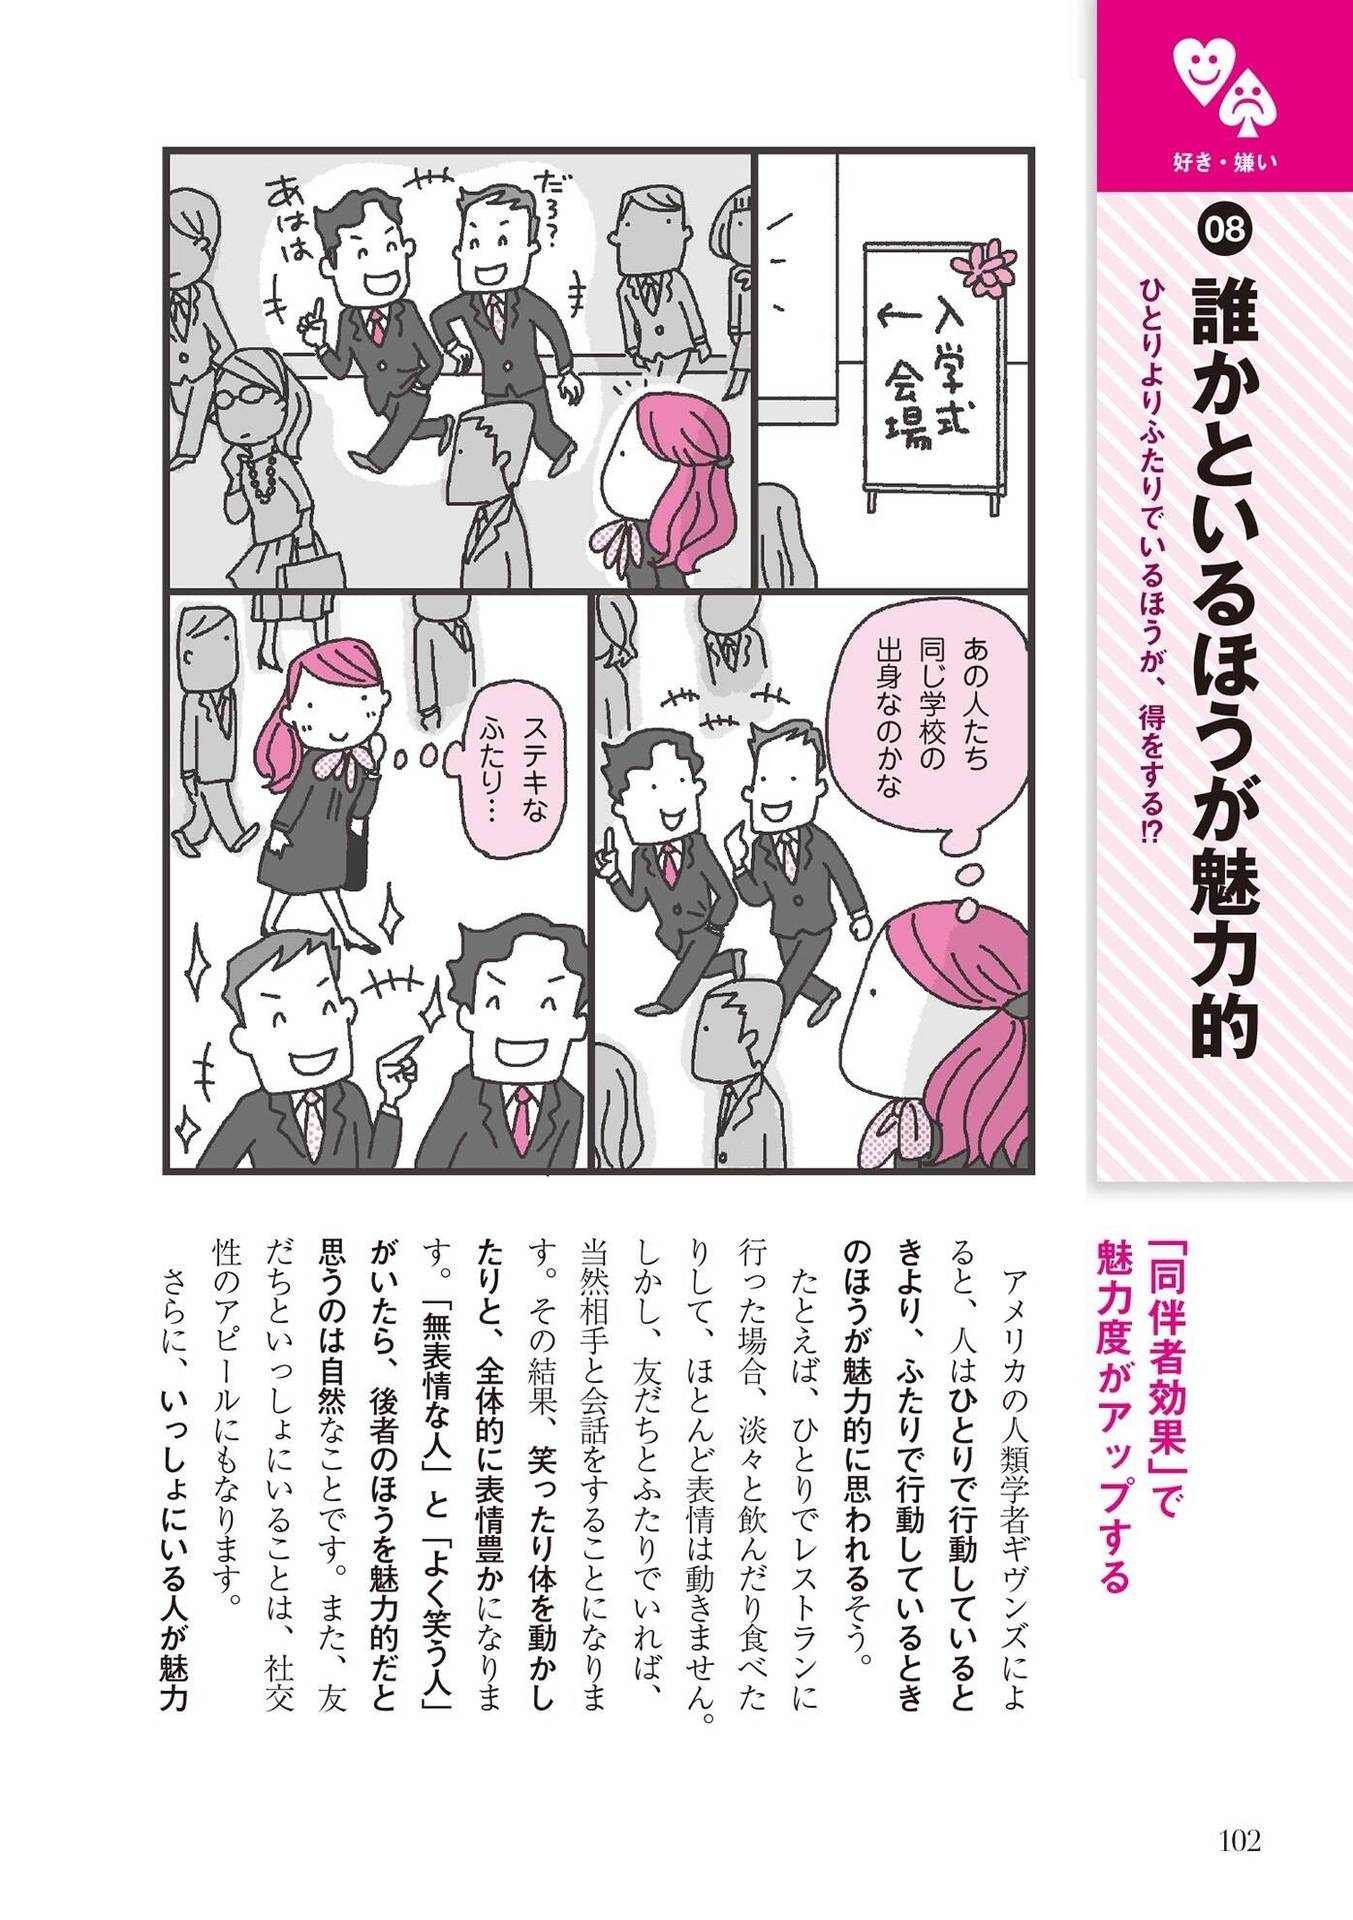 好き・嫌い
08
誰かといるほうが魅力的
ひとりよりふたりでいるほうが、得をする!?
入学式
会場
←
だろ?
あはは
あの人たち
同じ学校の
出身なのかな
ステキな
ふたり…
「同伴者効果」で
魅力度がアップする
アメリカの人類学者ギヴンズによ
ると、人はひとりで行動していると
きより、ふたりで行動しているとき
のほうが魅力的に思われるそう。
たとえば、ひとりでレストランに
行った場合、淡々と飲んだり食べた
りして、ほとんど表情は動きません。
しかし、友だちとふたりでいれば、
当然相手と会話をすることになりま
す。その結果、笑ったり体を動かし
たりと、全体的に表情豊かになりま
す。「無表情な人」と「よく笑う人」
がいたら、後者のほうを魅力的だと
思うのは自然なことです。また、友
だちといっしょにいることは、社交
性のアピールにもなります。
さらに、いっしょにいる人が魅力
102